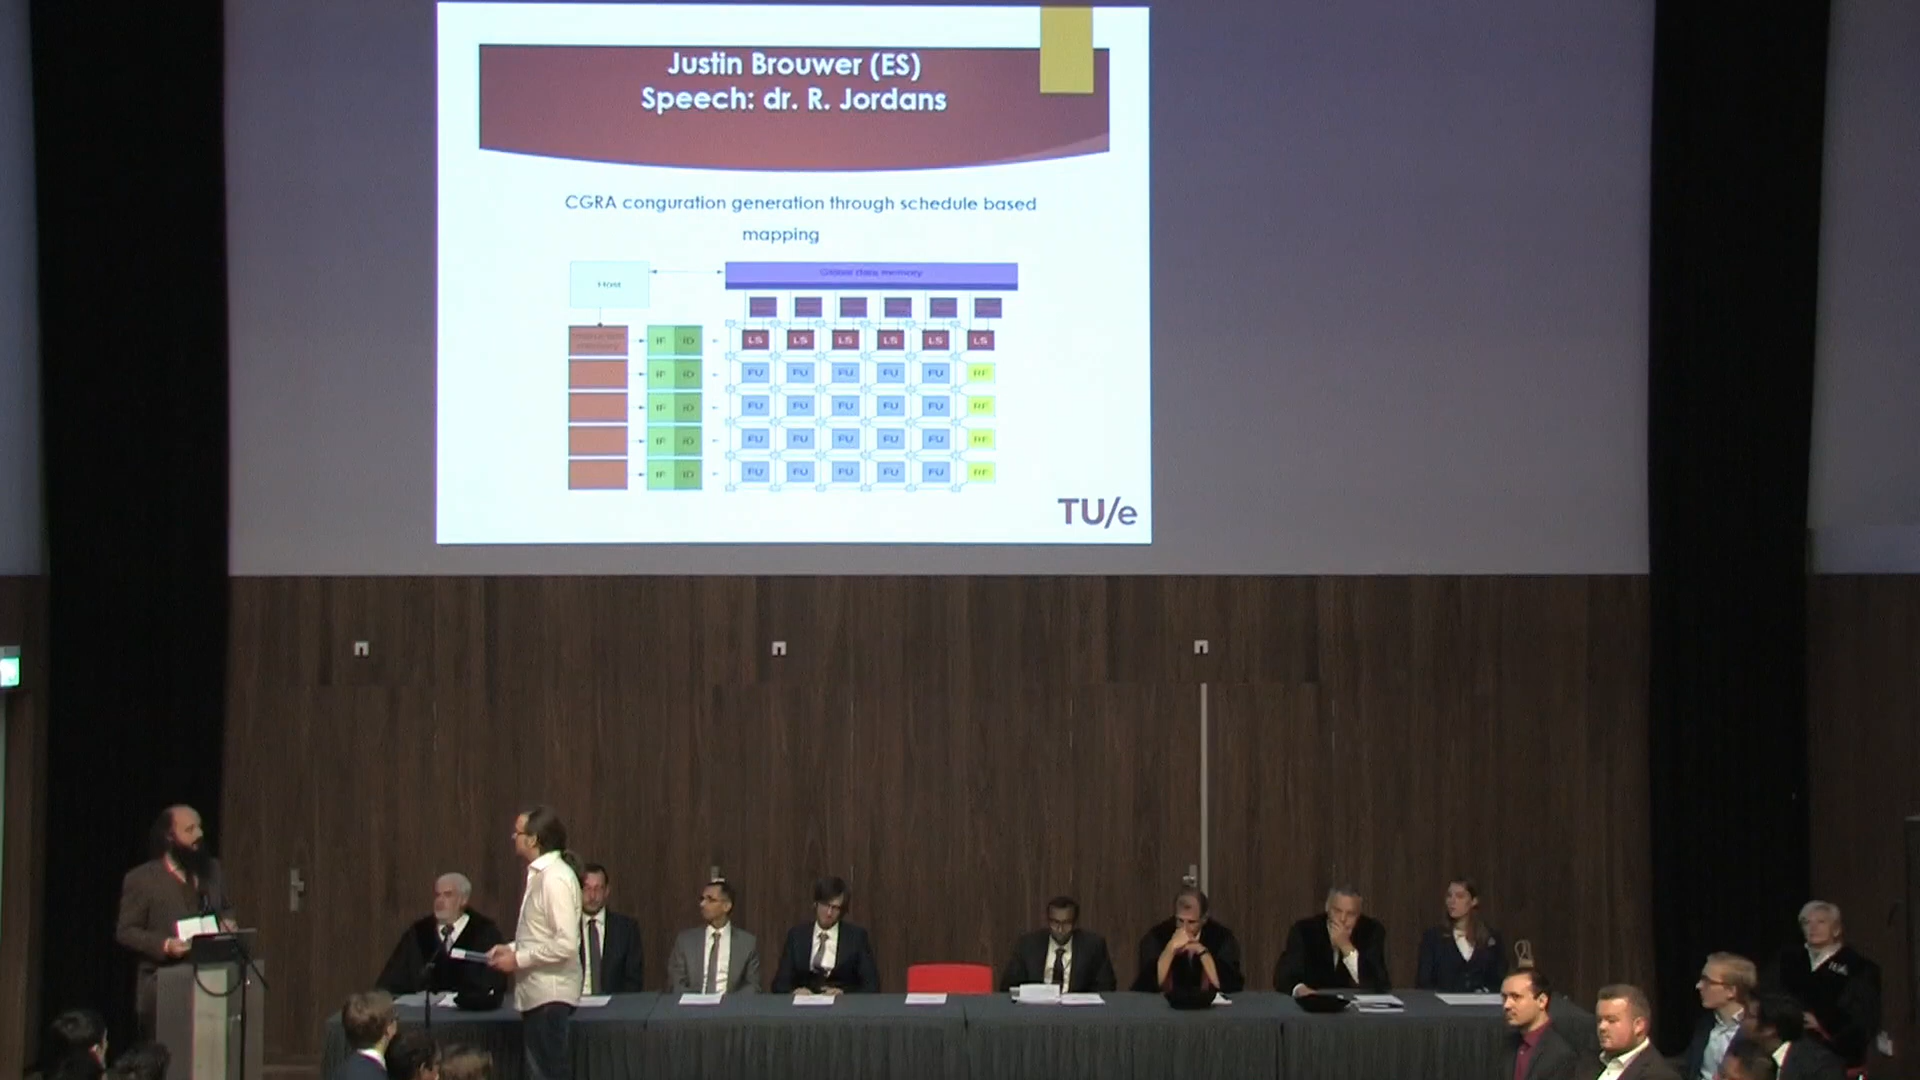 Justin Brouwer (ES)
Speech: dr. R. Jordans
CGRA conguration generation through schedule based
mapping
Host
Global data memory
IF ID LS LS LS LS LS LS
IF ID FU FU FU FU FU RF
IF ID FU FU FU FU FU RF
IF ID FU FU FU FU FU RF
IF ID FU FU FU FU FU RF
TU/e